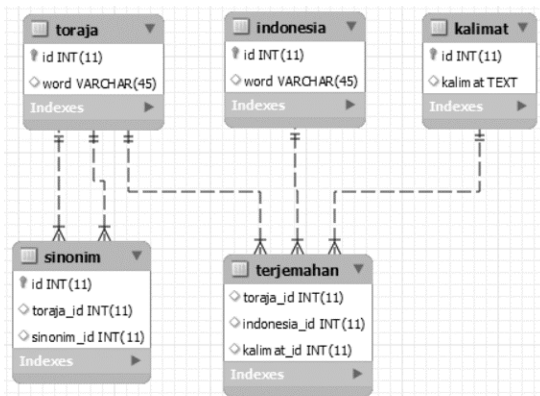 toraja
id INT(11)
word VARCHAR(45)
Indexes
indonesia
id INT(11)
word VARCHAR(45)
Indexes
kalimat
id INT(11)
kalimat TEXT
Indexes
sinonim
id INT(11)
toraja_id INT(11)
sinonim_id INT(11)
Indexes
terjemahan
toraja_id INT(11)
indonesia_id INT(11)
kalimat_id INT(11)
Indexes